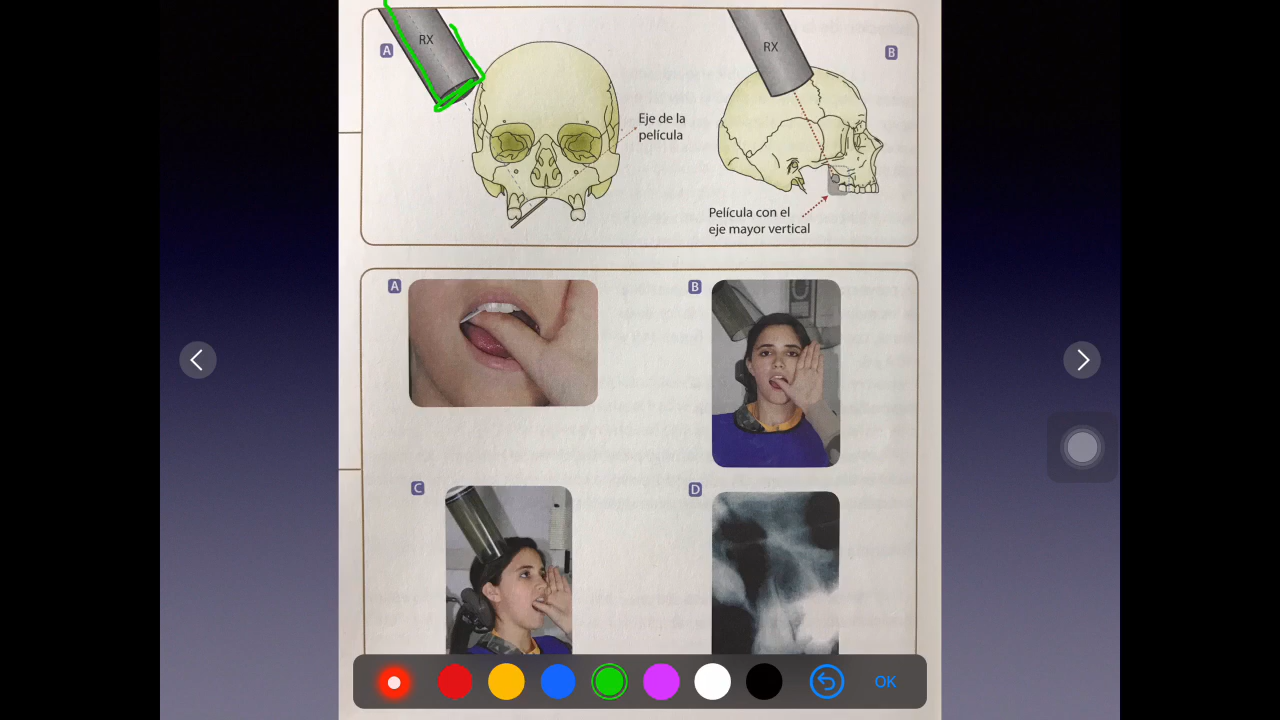 RX
A
Eje de la
película
RX
B
Película con el
eje mayor vertical
A
B
C
D
OK